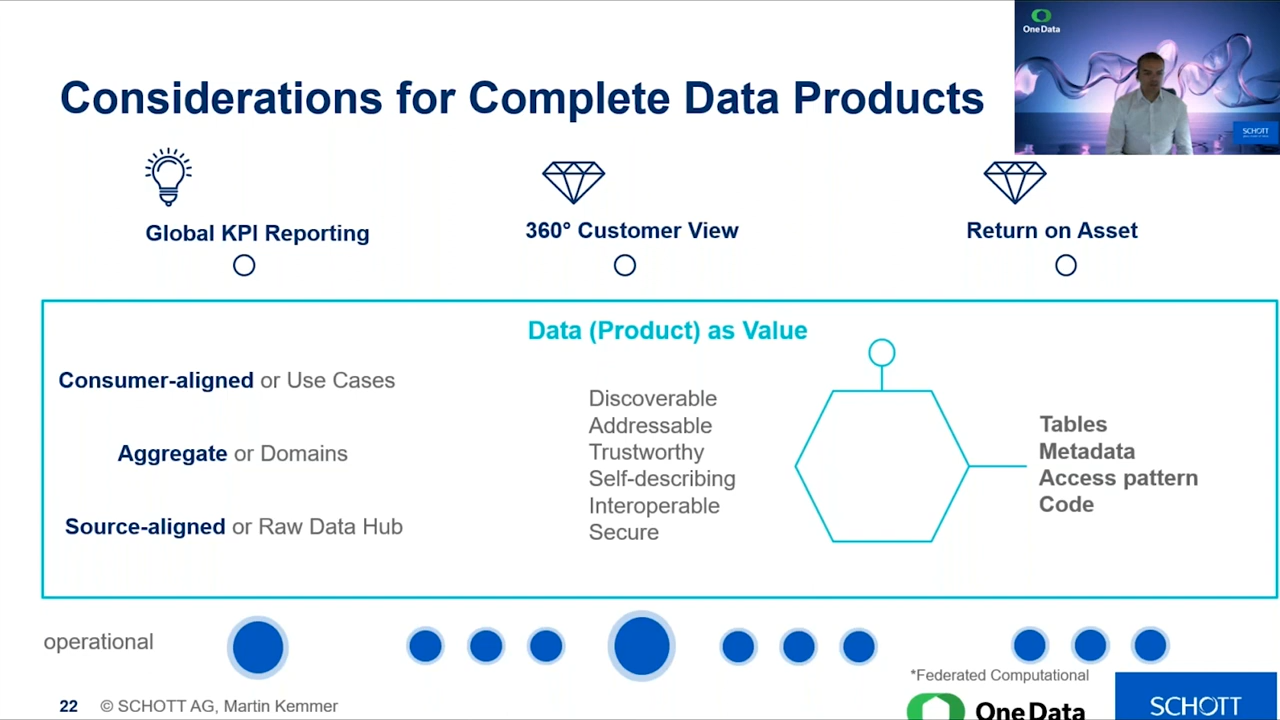 OneData
SCHOTT
Considerations for Complete Data Products
Global KPI Reporting
360° Customer View
Return on Asset
Data (Product) as Value
Consumer-aligned or Use Cases
Aggregate or Domains
Source-aligned or Raw Data Hub
Discoverable
Addressable
Trustworthy
Self-describing
Interoperable
Secure
Tables
Metadata
Access pattern
Code
operational
*Federated Computational
22 © SCHOTT AG, Martin Kemmer
One Data
SCHOTT